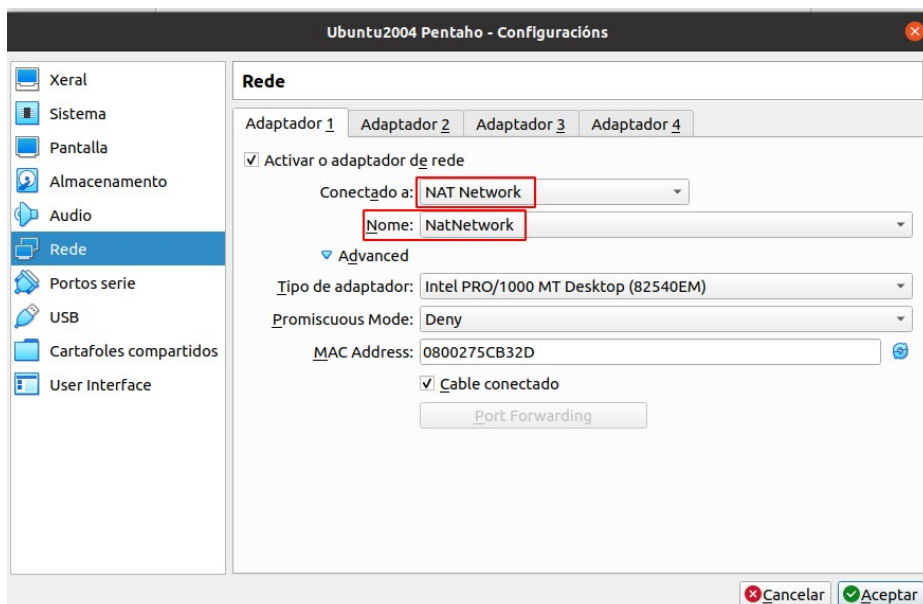 Ubuntu2004 Pentaho - Configuracións
Xeral
Sistema
Pantalla
Almacenamento
Audio
Rede
Portos serie
USB
Cartafoles compartidos
User Interface
Rede
Adaptador 1
Adaptador 2
Adaptador 3
Adaptador 4
Activar o adaptador de rede
Conectado a: NAT Network
Nome: NatNetwork
Advanced
Tipo de adaptador: Intel PRO/1000 MT Desktop (82540EM)
Promiscuous Mode: Deny
MAC Address: 0800275CB32D
Cable conectado
Port Forwarding
Cancelar
Aceptar